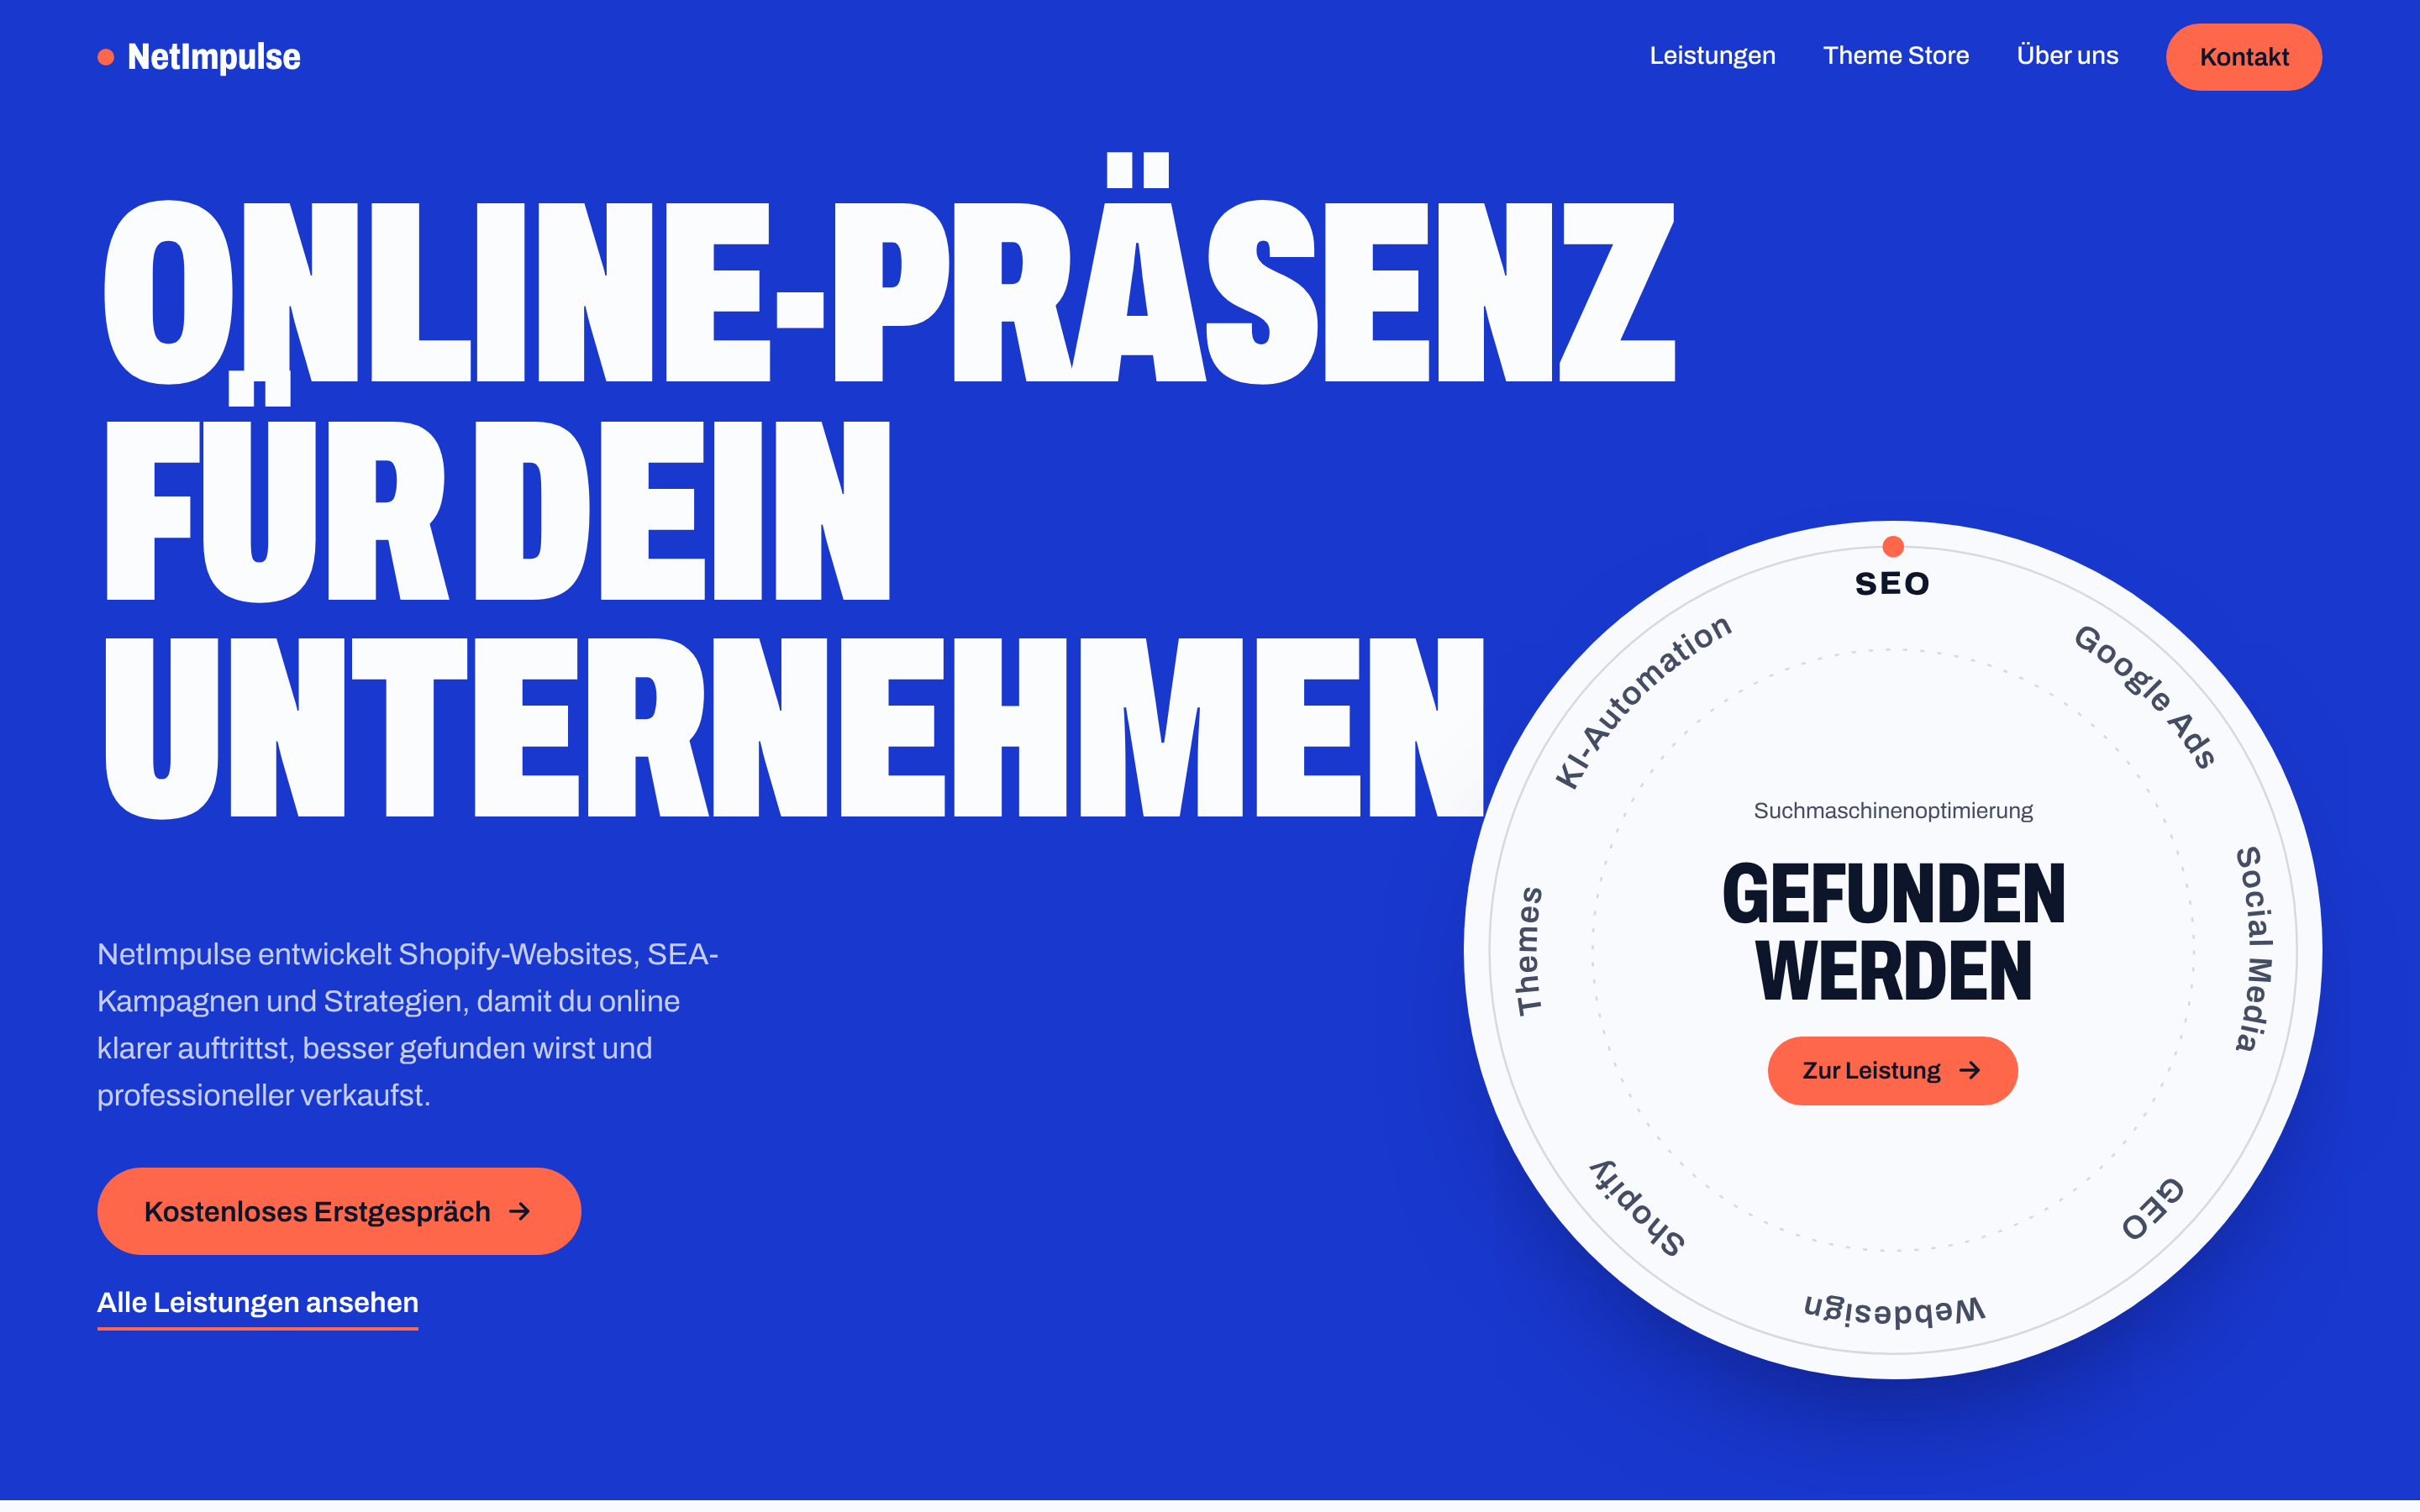 NetImpulse
Leistungen
Theme Store
Über uns
Kontakt
ONLINE-PRÄSENZ
FÜR DEIN
UNTERNEHMEN
NetImpulse entwickelt Shopify-Websites, SEA-
Kampagnen und Strategien, damit du online
klarer auftrittst, besser gefunden wirst und
professioneller verkaufst.
Kostenloses Erstgespräch
Alle Leistungen ansehen
SEO
Google Ads
Social Media
GEO
Webdesign
Shopify
Themes
KI-Automation
Suchmaschinenoptimierung
GEFUNDEN
WERDEN
Zur Leistung